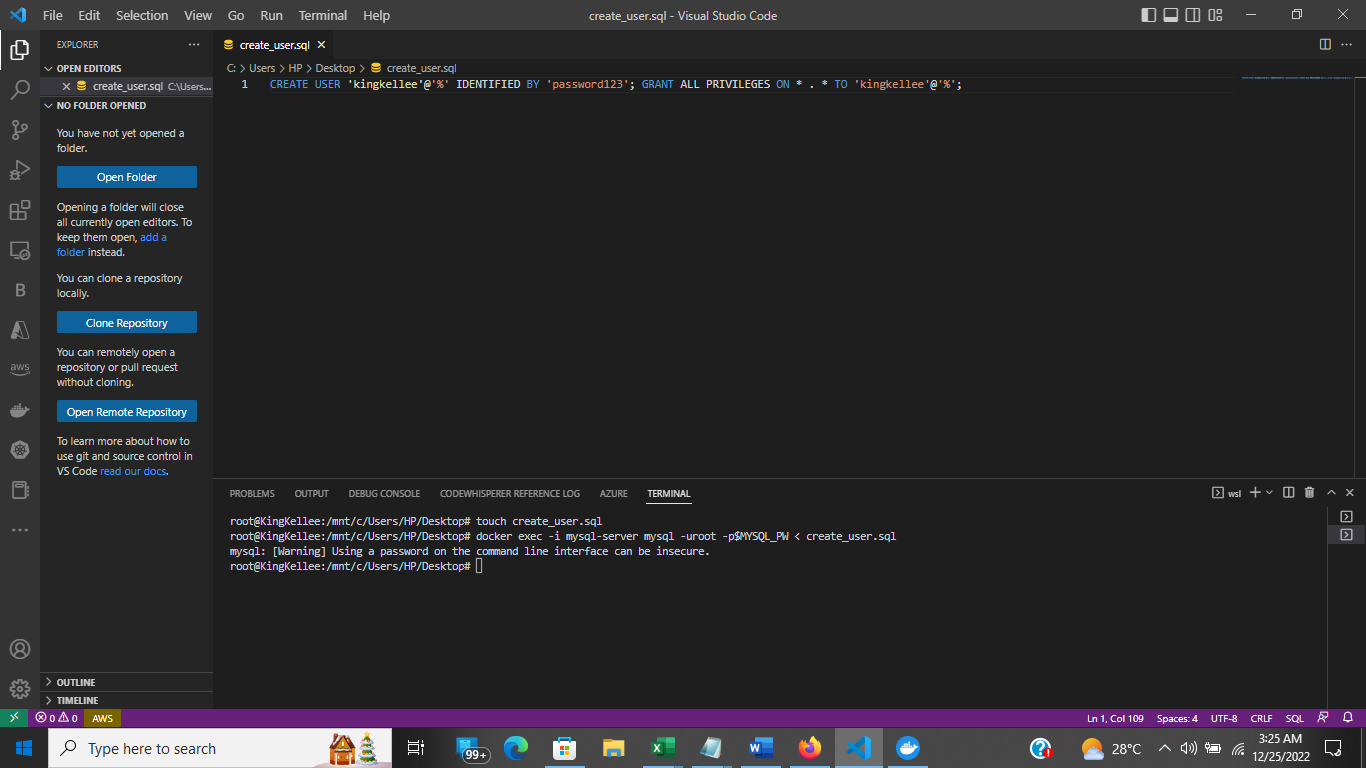 File Edit Selection View Go Run Terminal Help create_user.sql - Visual Studio Code
EXPLORER
OPEN EDITORS
create_user.sql C:\Users...
NO FOLDER OPENED
You have not yet opened a
folder.
Open Folder
Opening a folder will close
all currently open editors. To
keep them open, add a
folder instead.
You can clone a repository
locally.
Clone Repository
You can remotely open a
repository or pull request
without cloning.
Open Remote Repository
To learn more about how to
use git and source control in
VS Code read our docs.
OUTLINE
TIMELINE
B
aws
create_user.sql
C: > Users > HP > Desktop > create_user.sql
1 CREATE USER 'kingkellee'@'%' IDENTIFIED BY 'password123'; GRANT ALL PRIVILEGES ON * . * TO 'kingkellee'@'%';
PROBLEMS OUTPUT DEBUG CONSOLE CODEWHISPERER REFERENCE LOG AZURE TERMINAL wsl
root@KingKellee:/mnt/c/Users/HP/Desktop# touch create_user.sql
root@KingKellee:/mnt/c/Users/HP/Desktop# docker exec -i mysql-server mysql -uroot -p$MYSQL_PW < create_user.sql
mysql: [Warning] Using a password on the command line interface can be insecure.
root@KingKellee:/mnt/c/Users/HP/Desktop#
0 0 AWS Ln 1, Col 109 Spaces: 4 UTF-8 CRLF SQL
Type here to search 99+ 28°C 3:25 AM
12/25/2022